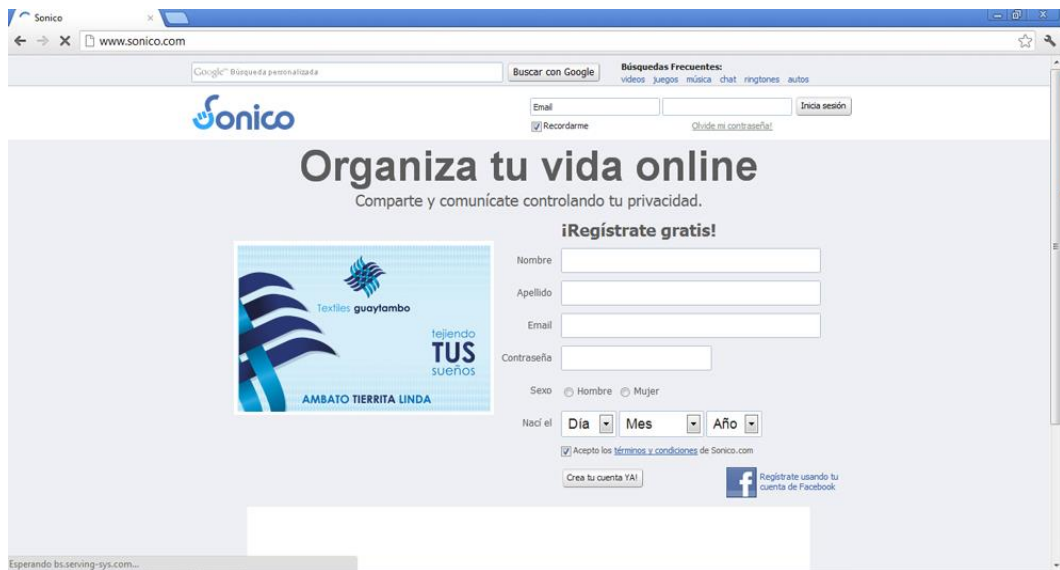 Sonico
www.sonico.com
Google™ Búsqueda personalizada
Buscar con Google
Búsquedas Frecuentes:
videos juegos música chat ringtones autos
Sonico
Email
Inicia sesión
Recordarme
Olvide mi contraseña!
Organiza tu vida online
Comparte y comunícate controlando tu privacidad.
¡Regístrate gratis!
Nombre
Apellido
Email
Contraseña
Sexo Hombre Mujer
Nací el Día Mes Año
Acepto los términos y condiciones de Sonico.com
Crea tu cuenta YA!
Regístrate usando tu
cuenta de Facebook
Textiles guaytambo
tejiendo
TUS
sueños
AMBATO TIERRITA LINDA
Esperando bs.serving-sys.com...